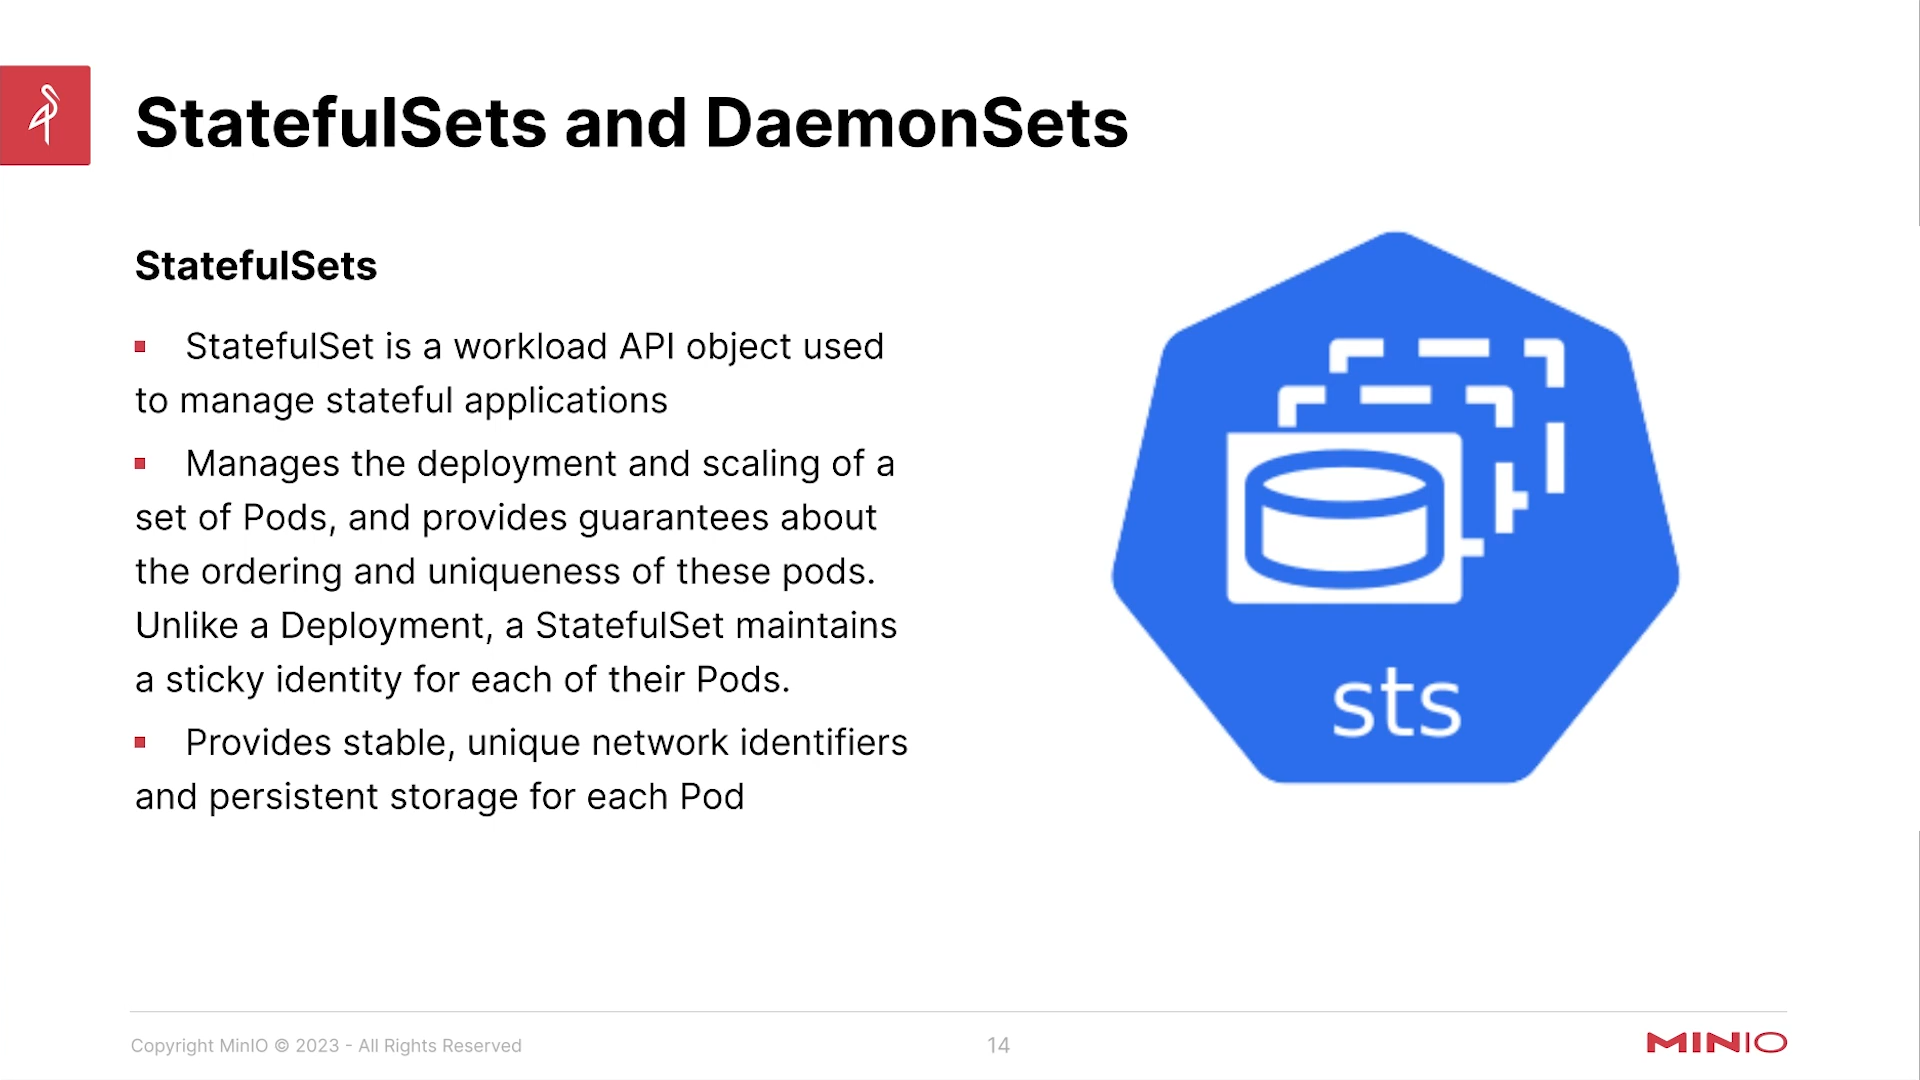 StatefulSets and DaemonSets
StatefulSets
▪ StatefulSet is a workload API object used
to manage stateful applications
▪ Manages the deployment and scaling of a
set of Pods, and provides guarantees about
the ordering and uniqueness of these pods.
Unlike a Deployment, a StatefulSet maintains
a sticky identity for each of their Pods.
▪ Provides stable, unique network identifiers
and persistent storage for each Pod
sts
Copyright MinIO © 2023 - All Rights Reserved
14
MINIO